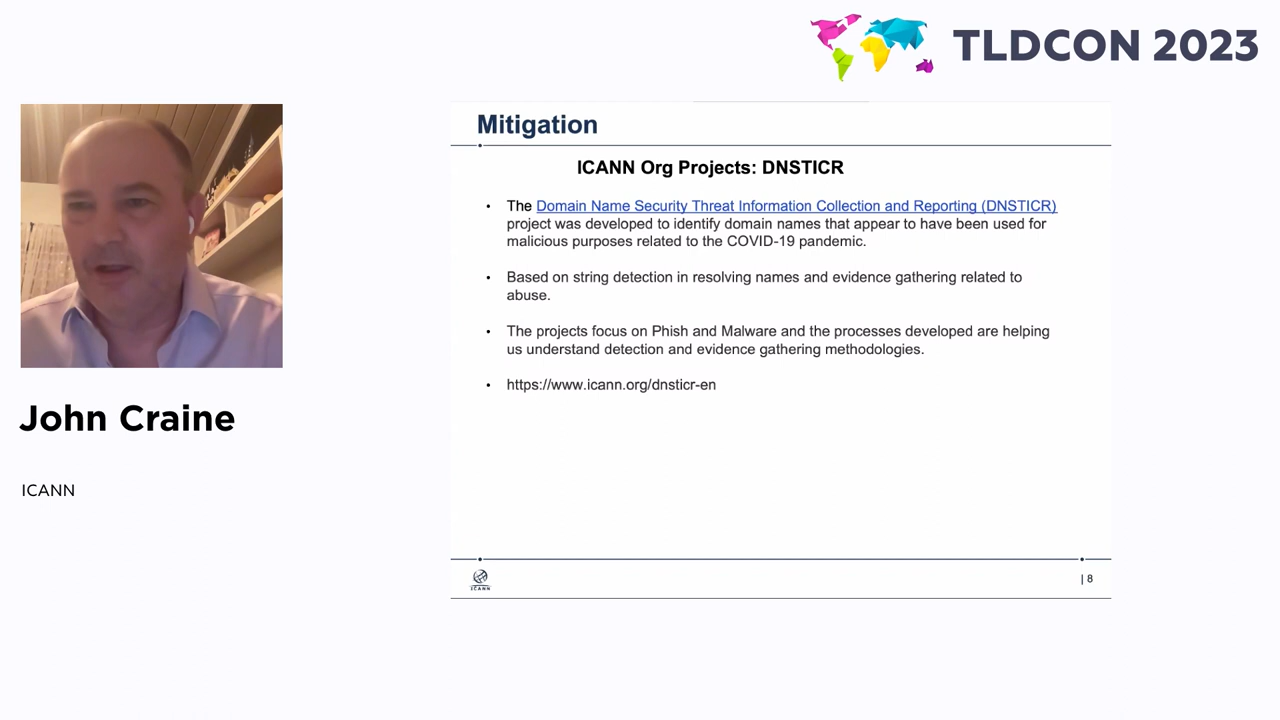 TLDCON 2023
Mitigation
ICANN Org Projects: DNSTICR
• The Domain Name Security Threat Information Collection and Reporting (DNSTICR)
project was developed to identify domain names that appear to have been used for
malicious purposes related to the COVID-19 pandemic.
• Based on string detection in resolving names and evidence gathering related to
abuse.
• The projects focus on Phish and Malware and the processes developed are helping
us understand detection and evidence gathering methodologies.
• https://www.icann.org/dnsticr-en
John Craine
ICANN
ICANN
| 8